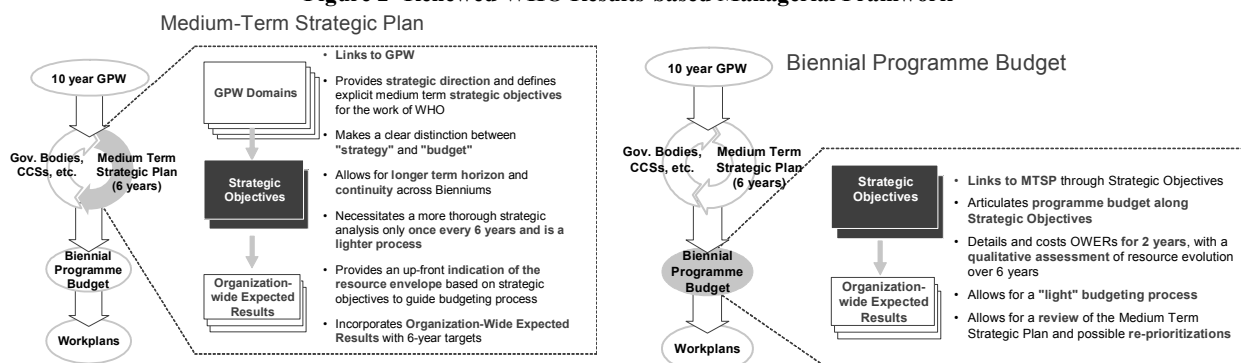 Figure 2 Renewed WHO Results-based Managerial Framwork
Medium-Term Strategic Plan
10 year GPW
Gov. Bodies,
CCSs, etc.
Medium Term
Strategic Plan
(6 years)
Biennial
Programme
Budget
Workplans
GPW Domains
Strategic
Objectives
Organization-
wide Expected
Results
• Links to GPW
• Provides strategic direction and defines
explicit medium term strategic objectives
for the work of WHO
• Makes a clear distinction between
"strategy" and "budget"
• Allows for longer term horizon and
continuity across Bienniums
• Necessitates a more thorough strategic
analysis only once every 6 years and is a
lighter process
• Provides an up-front indication of the
resource envelope based on strategic
objectives to guide budgeting process
• Incorporates Organization-Wide Expected
Results with 6-year targets
Biennial Programme Budget
10 year GPW
Gov. Bodies,
CCSs, etc.
Medium Term
Strategic Plan
(6 years)
Biennial
Programme
Budget
Workplans
Strategic
Objectives
Organization-
wide Expected
Results
• Links to MTSP through Strategic Objectives
• Articulates programme budget along
Strategic Objectives
• Details and costs OWERs for 2 years, with a
qualitative assessment of resource evolution
over 6 years
• Allows for a "light" budgeting process
• Allows for a review of the Medium Term
Strategic Plan and possible re-prioritizations